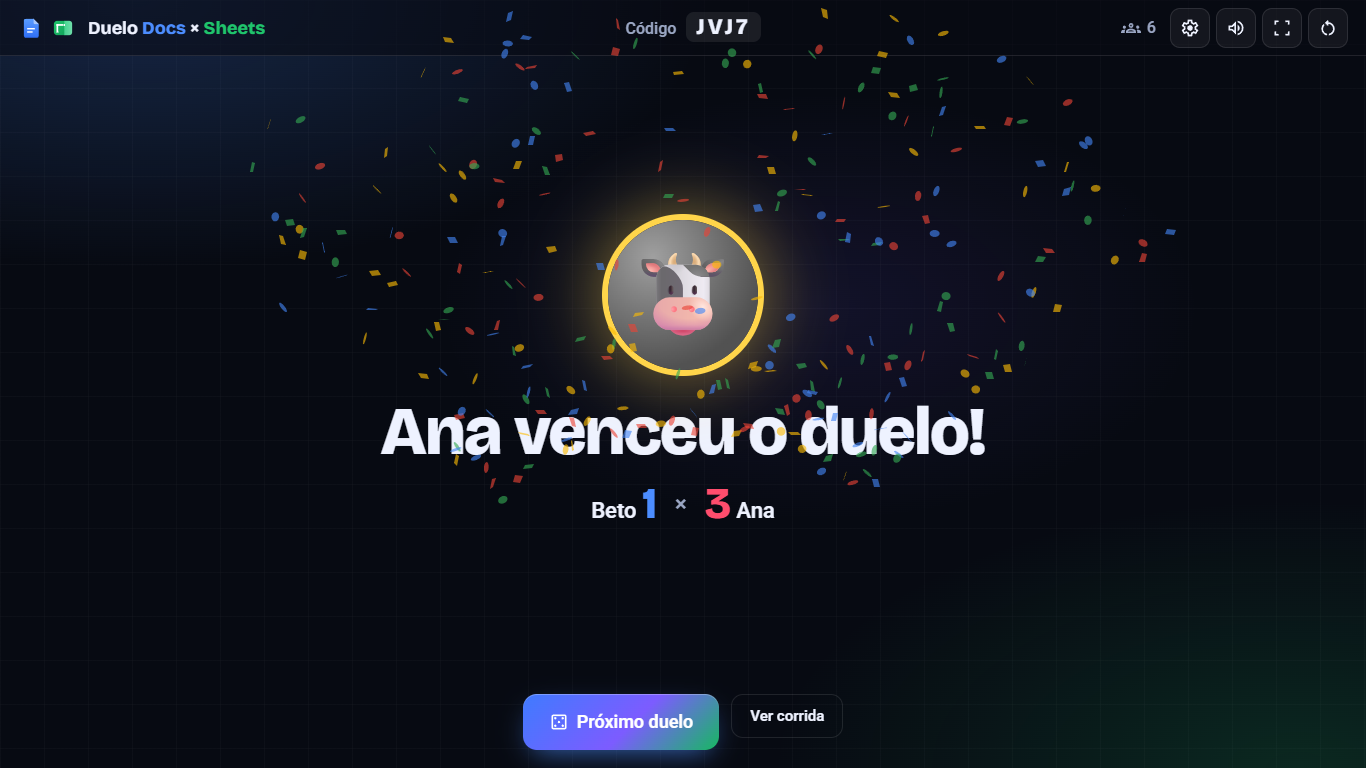 Duelo Docs × Sheets
Código JVJ7
6
Ana venceu o duelo!
Beto 1 × 3 Ana
Próximo duelo
Ver corrida